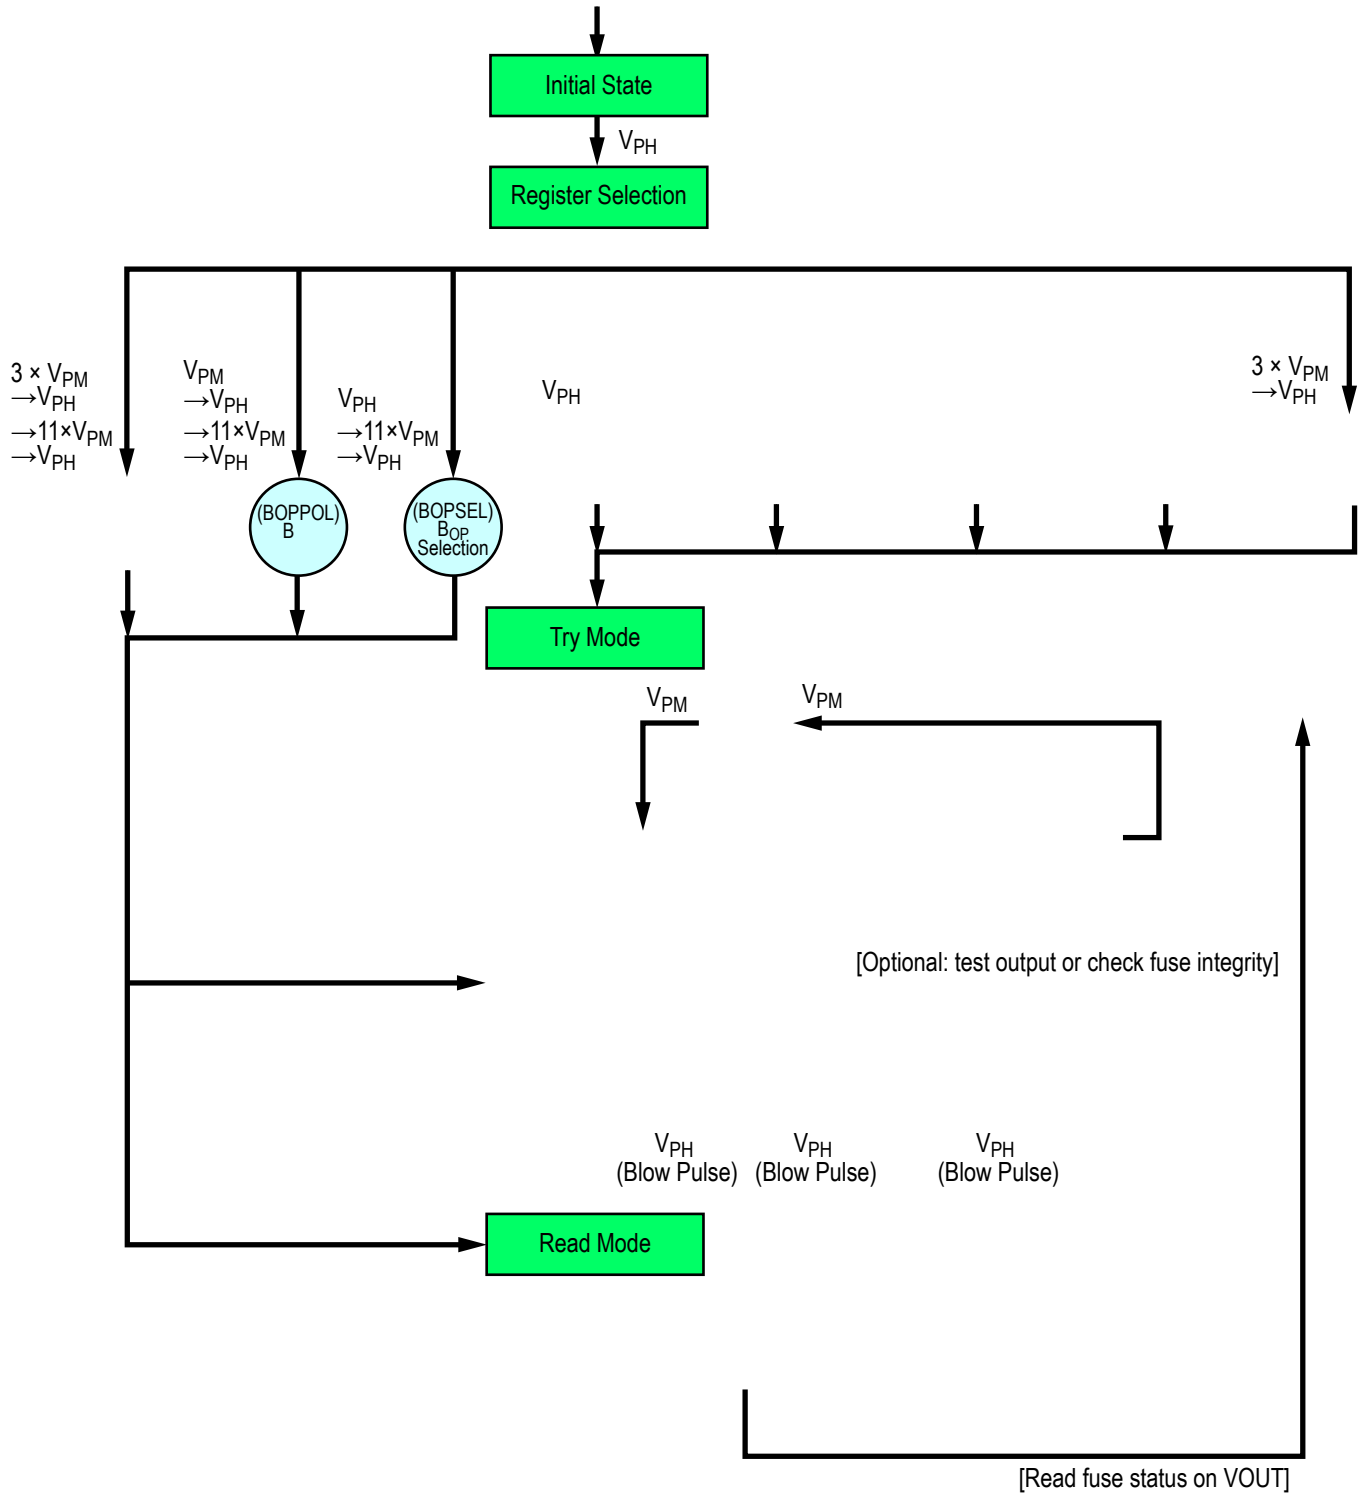 Initial State
VPH
Register Selection
3 × VPM
→VPH
→11×VPM
→VPH
VPM
→VPH
→11×VPM
→VPH
VPH
→11×VPM
→VPH
VPH
3 × VPM
→VPH
(BOPPOL)
B
(BOPSEL)
BOP
Selection
Try Mode
VPM
VPM
[Optional: test output or check fuse integrity]
VPH
(Blow Pulse)
VPH
(Blow Pulse)
VPH
(Blow Pulse)
Read Mode
[Read fuse status on VOUT]